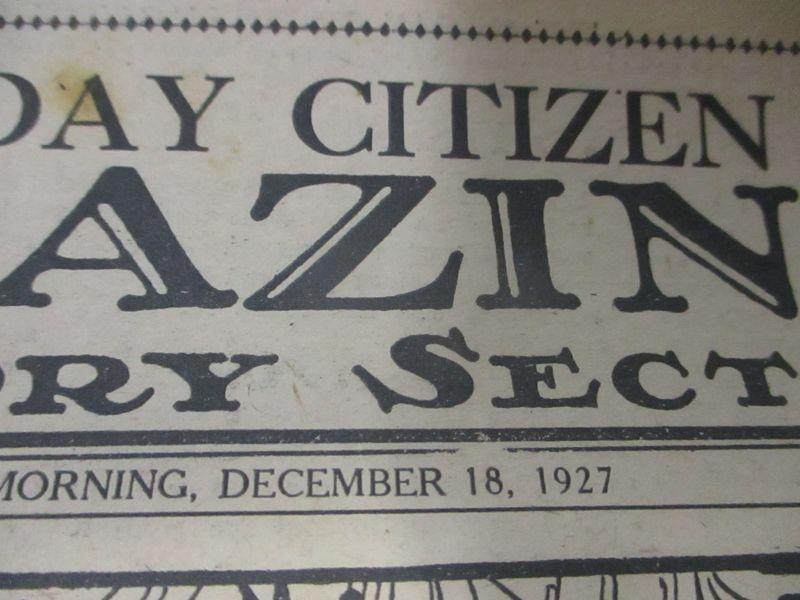 DAY CITIZEN
AZIN
ORY SECT
MORNING, DECEMBER 18, 1927